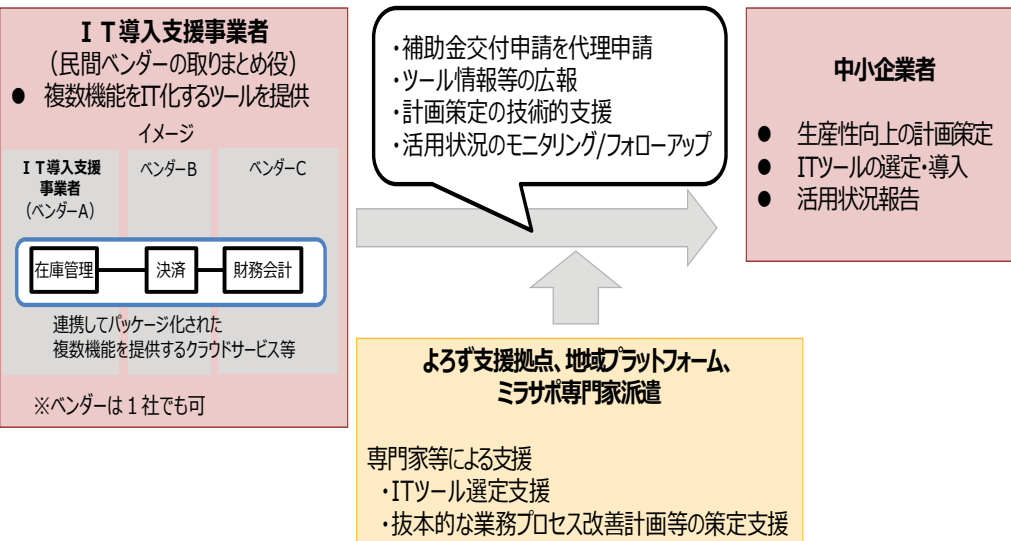 ＩＴ導入支援事業者
（民間ベンダーの取りまとめ役）
● 複数機能をIT化するツールを提供
イメージ
ＩＴ導入支援
事業者
（ベンダーA）
ベンダーB
ベンダーC
在庫管理
決済
財務会計
連携してパッケージ化された
複数機能を提供するクラウドサービス等
※ベンダーは１社でも可
・補助金交付申請を代理申請
・ツール情報等の広報
・計画策定の技術的支援
・活用状況のモニタリング/フォローアップ
中小企業者
● 生産性向上の計画策定
● ITツールの選定・導入
● 活用状況報告
よろず支援拠点、地域プラットフォーム、
ミラサポ専門家派遣
専門家等による支援
・ITツール選定支援
・抜本的な業務プロセス改善計画等の策定支援